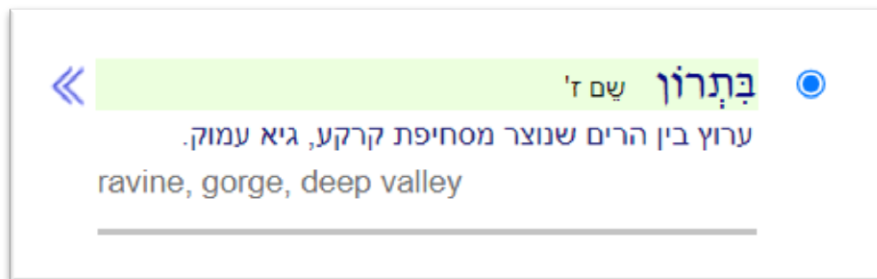 בִּתְרוֹן שֵם ז'
ערוץ בין הרים שנוצר מסחיפת קרקע, גיא עמוק.
ravine, gorge, deep valley